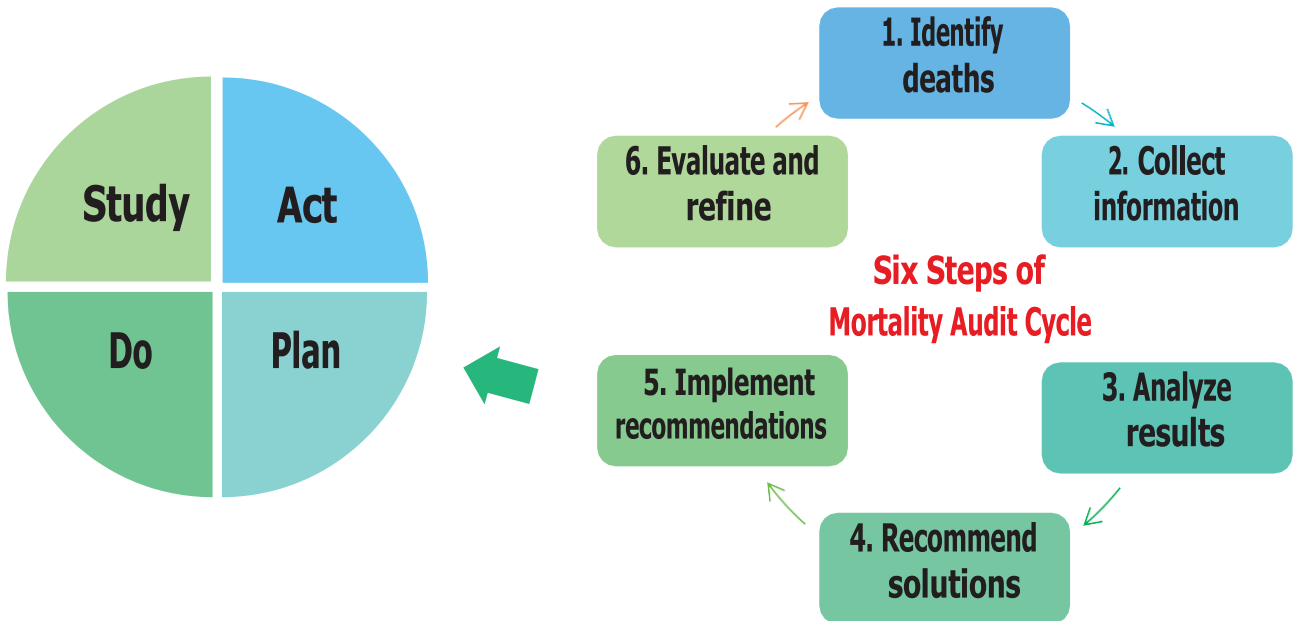 Study
Act
Do
Plan
1. Identify
deaths
2. Collect
information
3. Analyze
results
4. Recommend
solutions
5. Implement
recommendations
6. Evaluate and
refine
Six Steps of
Mortality Audit Cycle